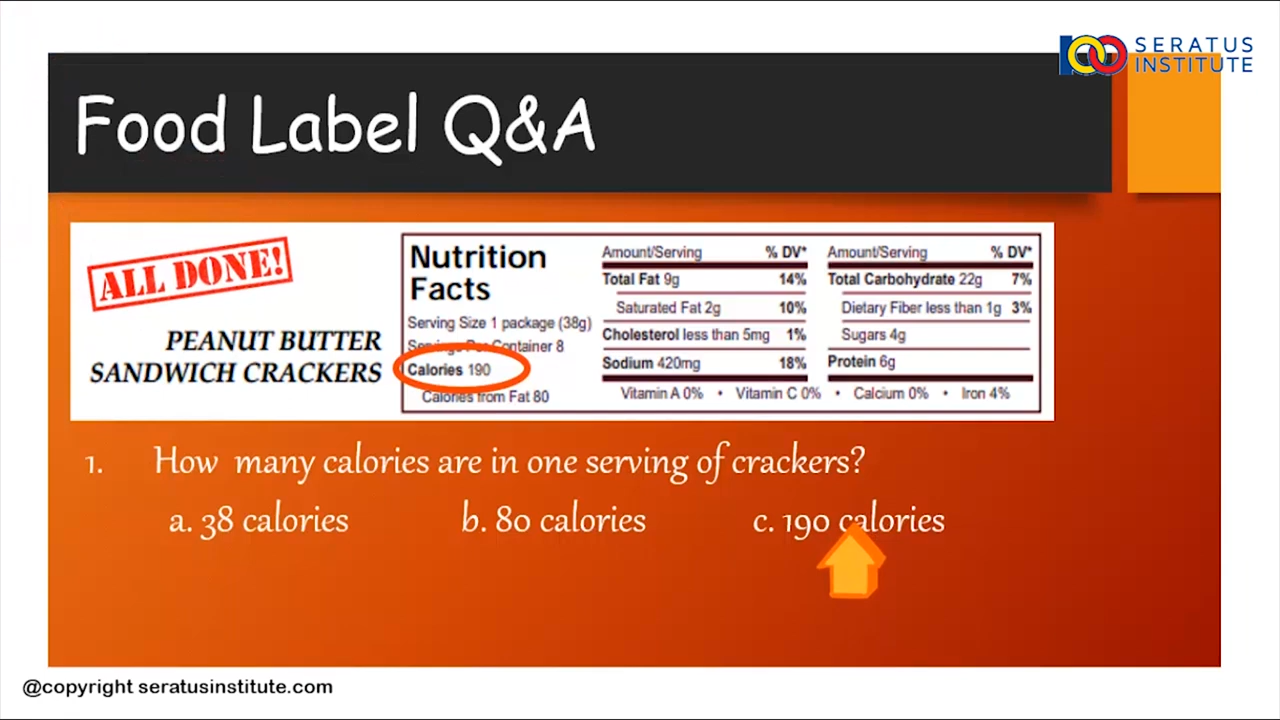 SERATUS
INSTITUTE
Food Label Q&A
ALL DONE!
PEANUT BUTTER
SANDWICH CRACKERS
Nutrition
Facts
Serving Size 1 package (38g)
Servings Per Container 8
Calories 190
Calories from Fat 80
Amount/Serving % DV*
Total Fat 9g 14%
Saturated Fat 2g 10%
Cholesterol less than 5mg 1%
Sodium 420mg 18%
Amount/Serving % DV*
Total Carbohydrate 22g 7%
Dietary Fiber less than 1g 3%
Sugars 4g
Protein 6g
Vitamin A 0% • Vitamin C 0% • Calcium 0% • Iron 4%
1. How many calories are in one serving of crackers?
a. 38 calories b. 80 calories c. 190 calories
@copyright seratusinstitute.com